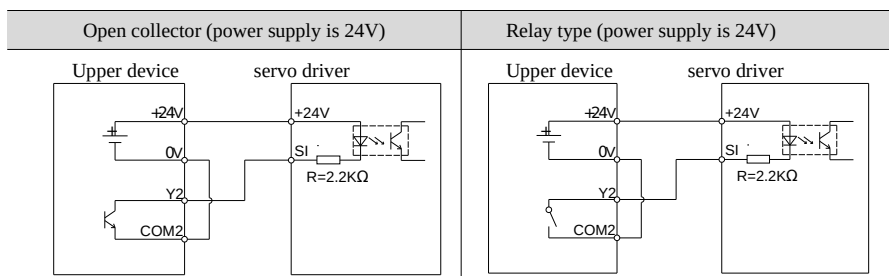 Open collector (power supply is 24V)
Relay type (power supply is 24V)
Upper device
servo driver
+24V
+24V
0V
SI
R=2.2KΩ
Y2
COM2
Upper device
servo driver
+24V
+24V
0V
SI
R=2.2KΩ
Y2
COM2